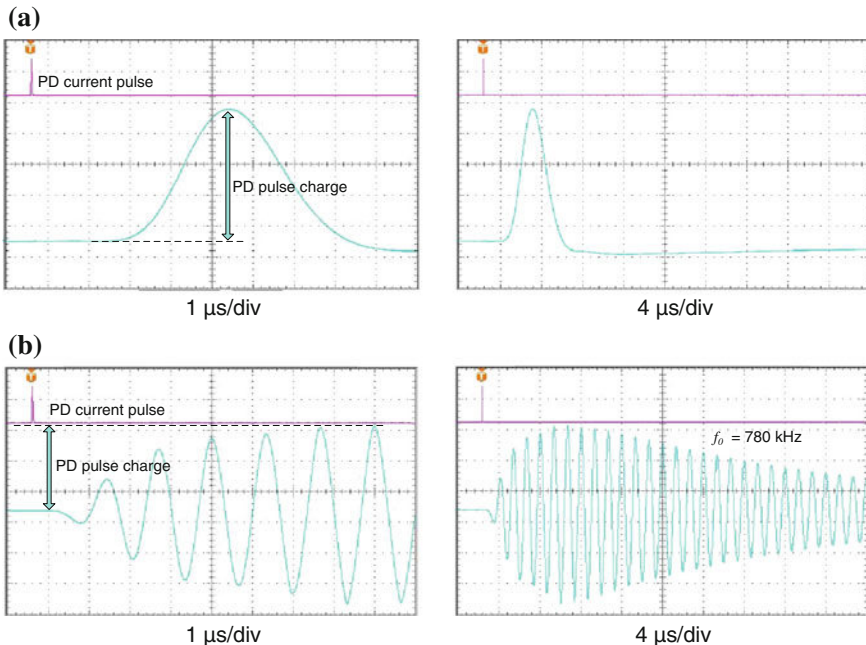 (a)
PD current pulse
PD pulse charge
1 µs/div
4 µs/div
(b)
PD current pulse
PD pulse charge
f₀ = 780 kHz
1 µs/div
4 µs/div